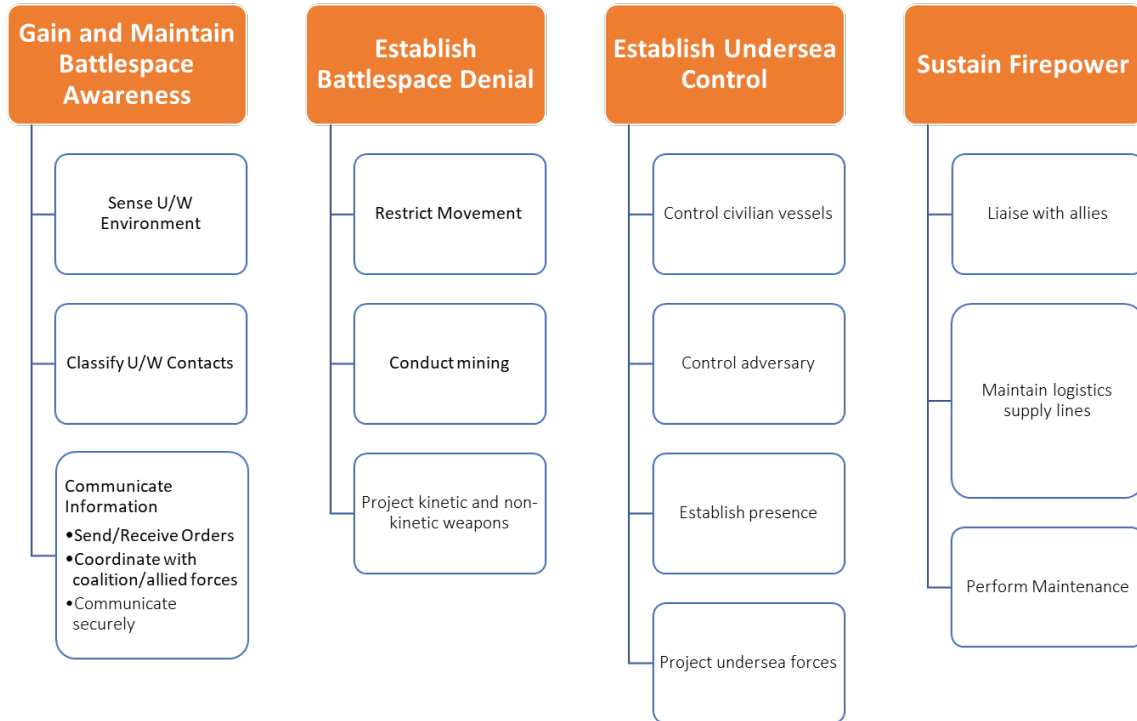 Gain and Maintain
Battlespace
Awareness
Sense U/W
Environment
Classify U/W Contacts
Communicate
Information
•Send/Receive Orders
•Coordinate with
coalition/allied forces
•Communicate
securely
Establish
Battlespace Denial
Restrict Movement
Conduct mining
Project kinetic and non-
kinetic weapons
Establish Undersea
Control
Control civilian vessels
Control adversary
Establish presence
Project undersea forces
Sustain Firepower
Liaise with allies
Maintain logistics
supply lines
Perform Maintenance